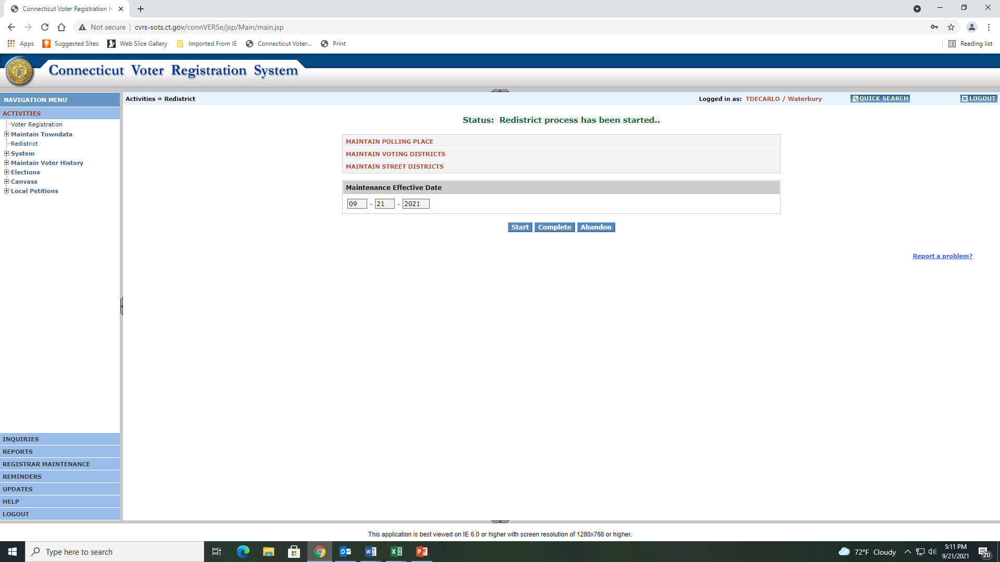 Connecticut Voter Registration H
Not secure | cvrs-sots.ct.gov/connVERSe/jsp/Main/main.jsp
Apps Suggested Sites Web Slice Gallery Imported From IE Connecticut Voter... Print Reading list
Connecticut Voter Registration System
NAVIGATION MENU
ACTIVITIES
Voter Registration
Maintain Towndata
Redistrict
System
Maintain Voter History
Elections
Canvass
Local Petitions
INQUIRIES
REPORTS
REGISTRAR MAINTENANCE
REMINDERS
UPDATES
HELP
LOGOUT
Activities » Redistrict Logged in as: TDECARLO / Waterbury QUICK SEARCH LOGOUT
Status: Redistrict process has been started..
MAINTAIN POLLING PLACE
MAINTAIN VOTING DISTRICTS
MAINTAIN STREET DISTRICTS
Maintenance Effective Date
09 - 21 - 2021
Start Complete Abandon
Report a problem?
This application is best viewed on IE 6.0 or higher with screen resolution of 1280x768 or higher.
Type here to search 72°F Cloudy 5:11 PM
9/21/2021 20